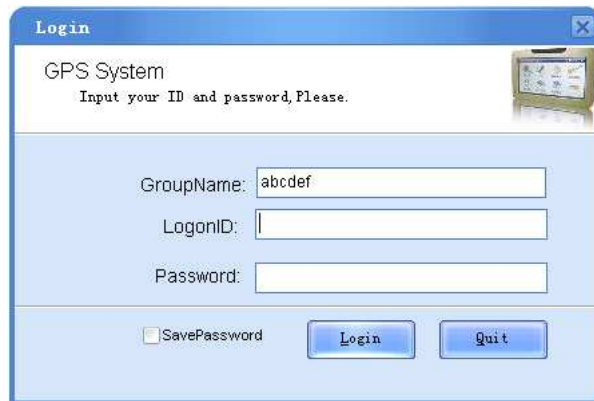 Login
GPS System
Input your ID and password,Please.
GroupName: abcdef
LogonID:
Password:
SavePassword Login Quit